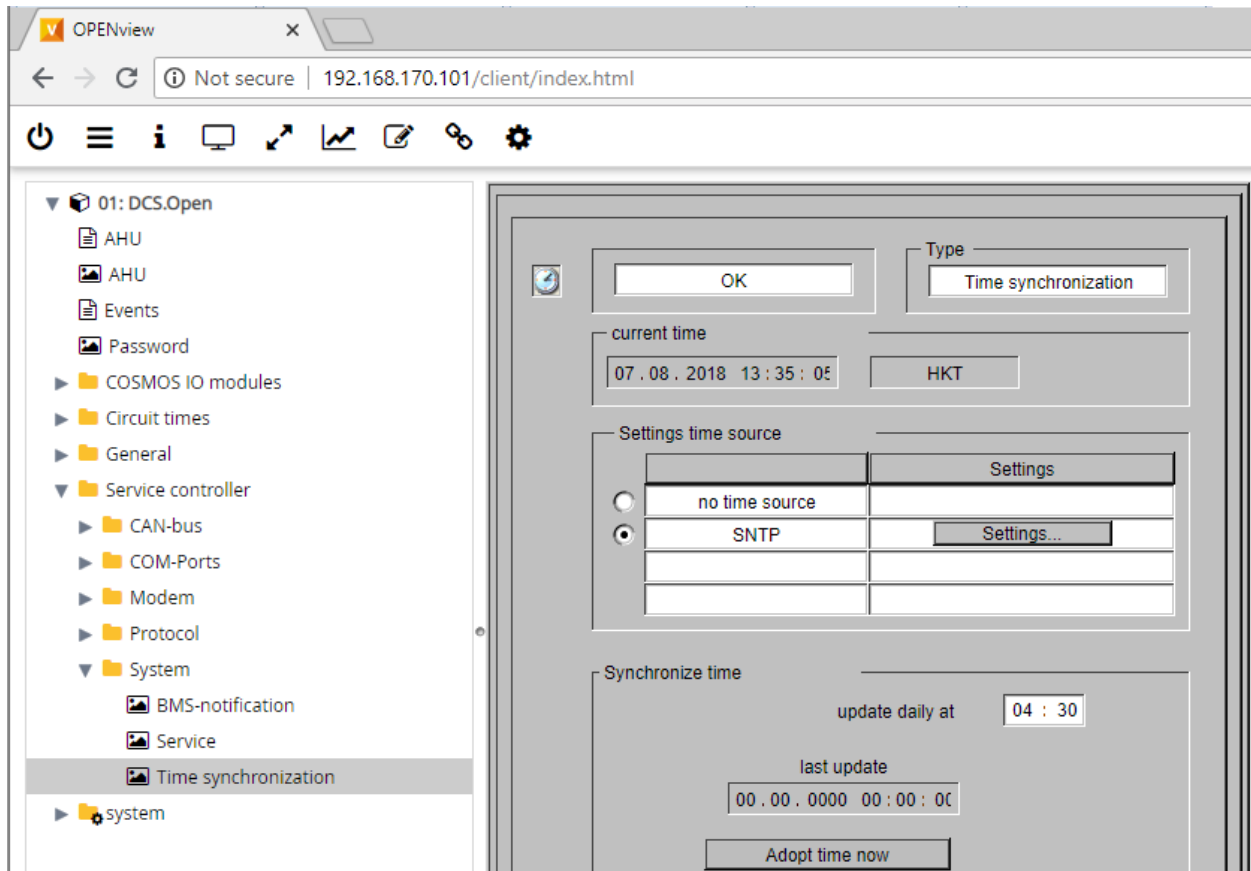 OPENview
Not secure | 192.168.170.101/client/index.html
01: DCS.Open
AHU
AHU
Events
Password
COSMOS IO modules
Circuit times
General
Service controller
CAN-bus
COM-Ports
Modem
Protocol
System
BMS-notification
Service
Time synchronization
system
OK
Type
Time synchronization
current time
07.08.2018 13:35:05
HKT
Settings time source
Settings
no time source
SNTP
Settings...
Synchronize time
update daily at
04 : 30
last update
00.00.0000 00:00:00
Adopt time now